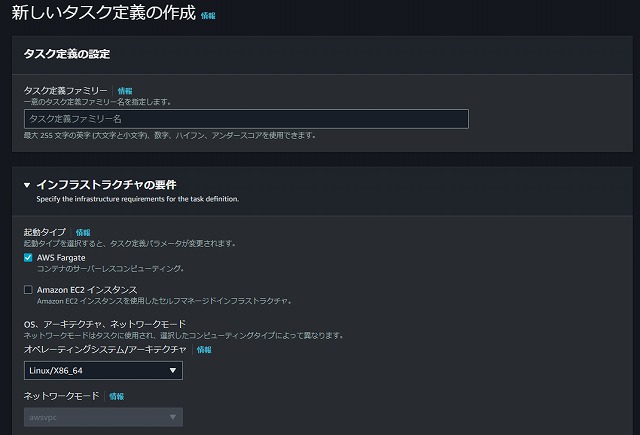 新しいタスク定義の作成 情報
タスク定義の設定
タスク定義ファミリー 情報
一意のタスク定義ファミリー名を指定します。
タスク定義ファミリー名
最大 255 文字の英字 (大文字と小文字)、数字、ハイフン、アンダースコアを使用できます。
インフラストラクチャの要件
Specify the infrastructure requirements for the task definition.
起動タイプ 情報
起動タイプを選択すると、タスク定義パラメータが変更されます。
AWS Fargate
コンテナのサーバーレスコンピューティング。
Amazon EC2 インスタンス
Amazon EC2 インスタンスを使用したセルフマネージドインフラストラクチャ。
OS、アーキテクチャ、ネットワークモード
ネットワークモードはタスクに使用され、選択したコンピューティングタイプによって異なります。
オペレーティングシステム/アーキテクチャ 情報
Linux/X86_64
ネットワークモード 情報
awsvpc